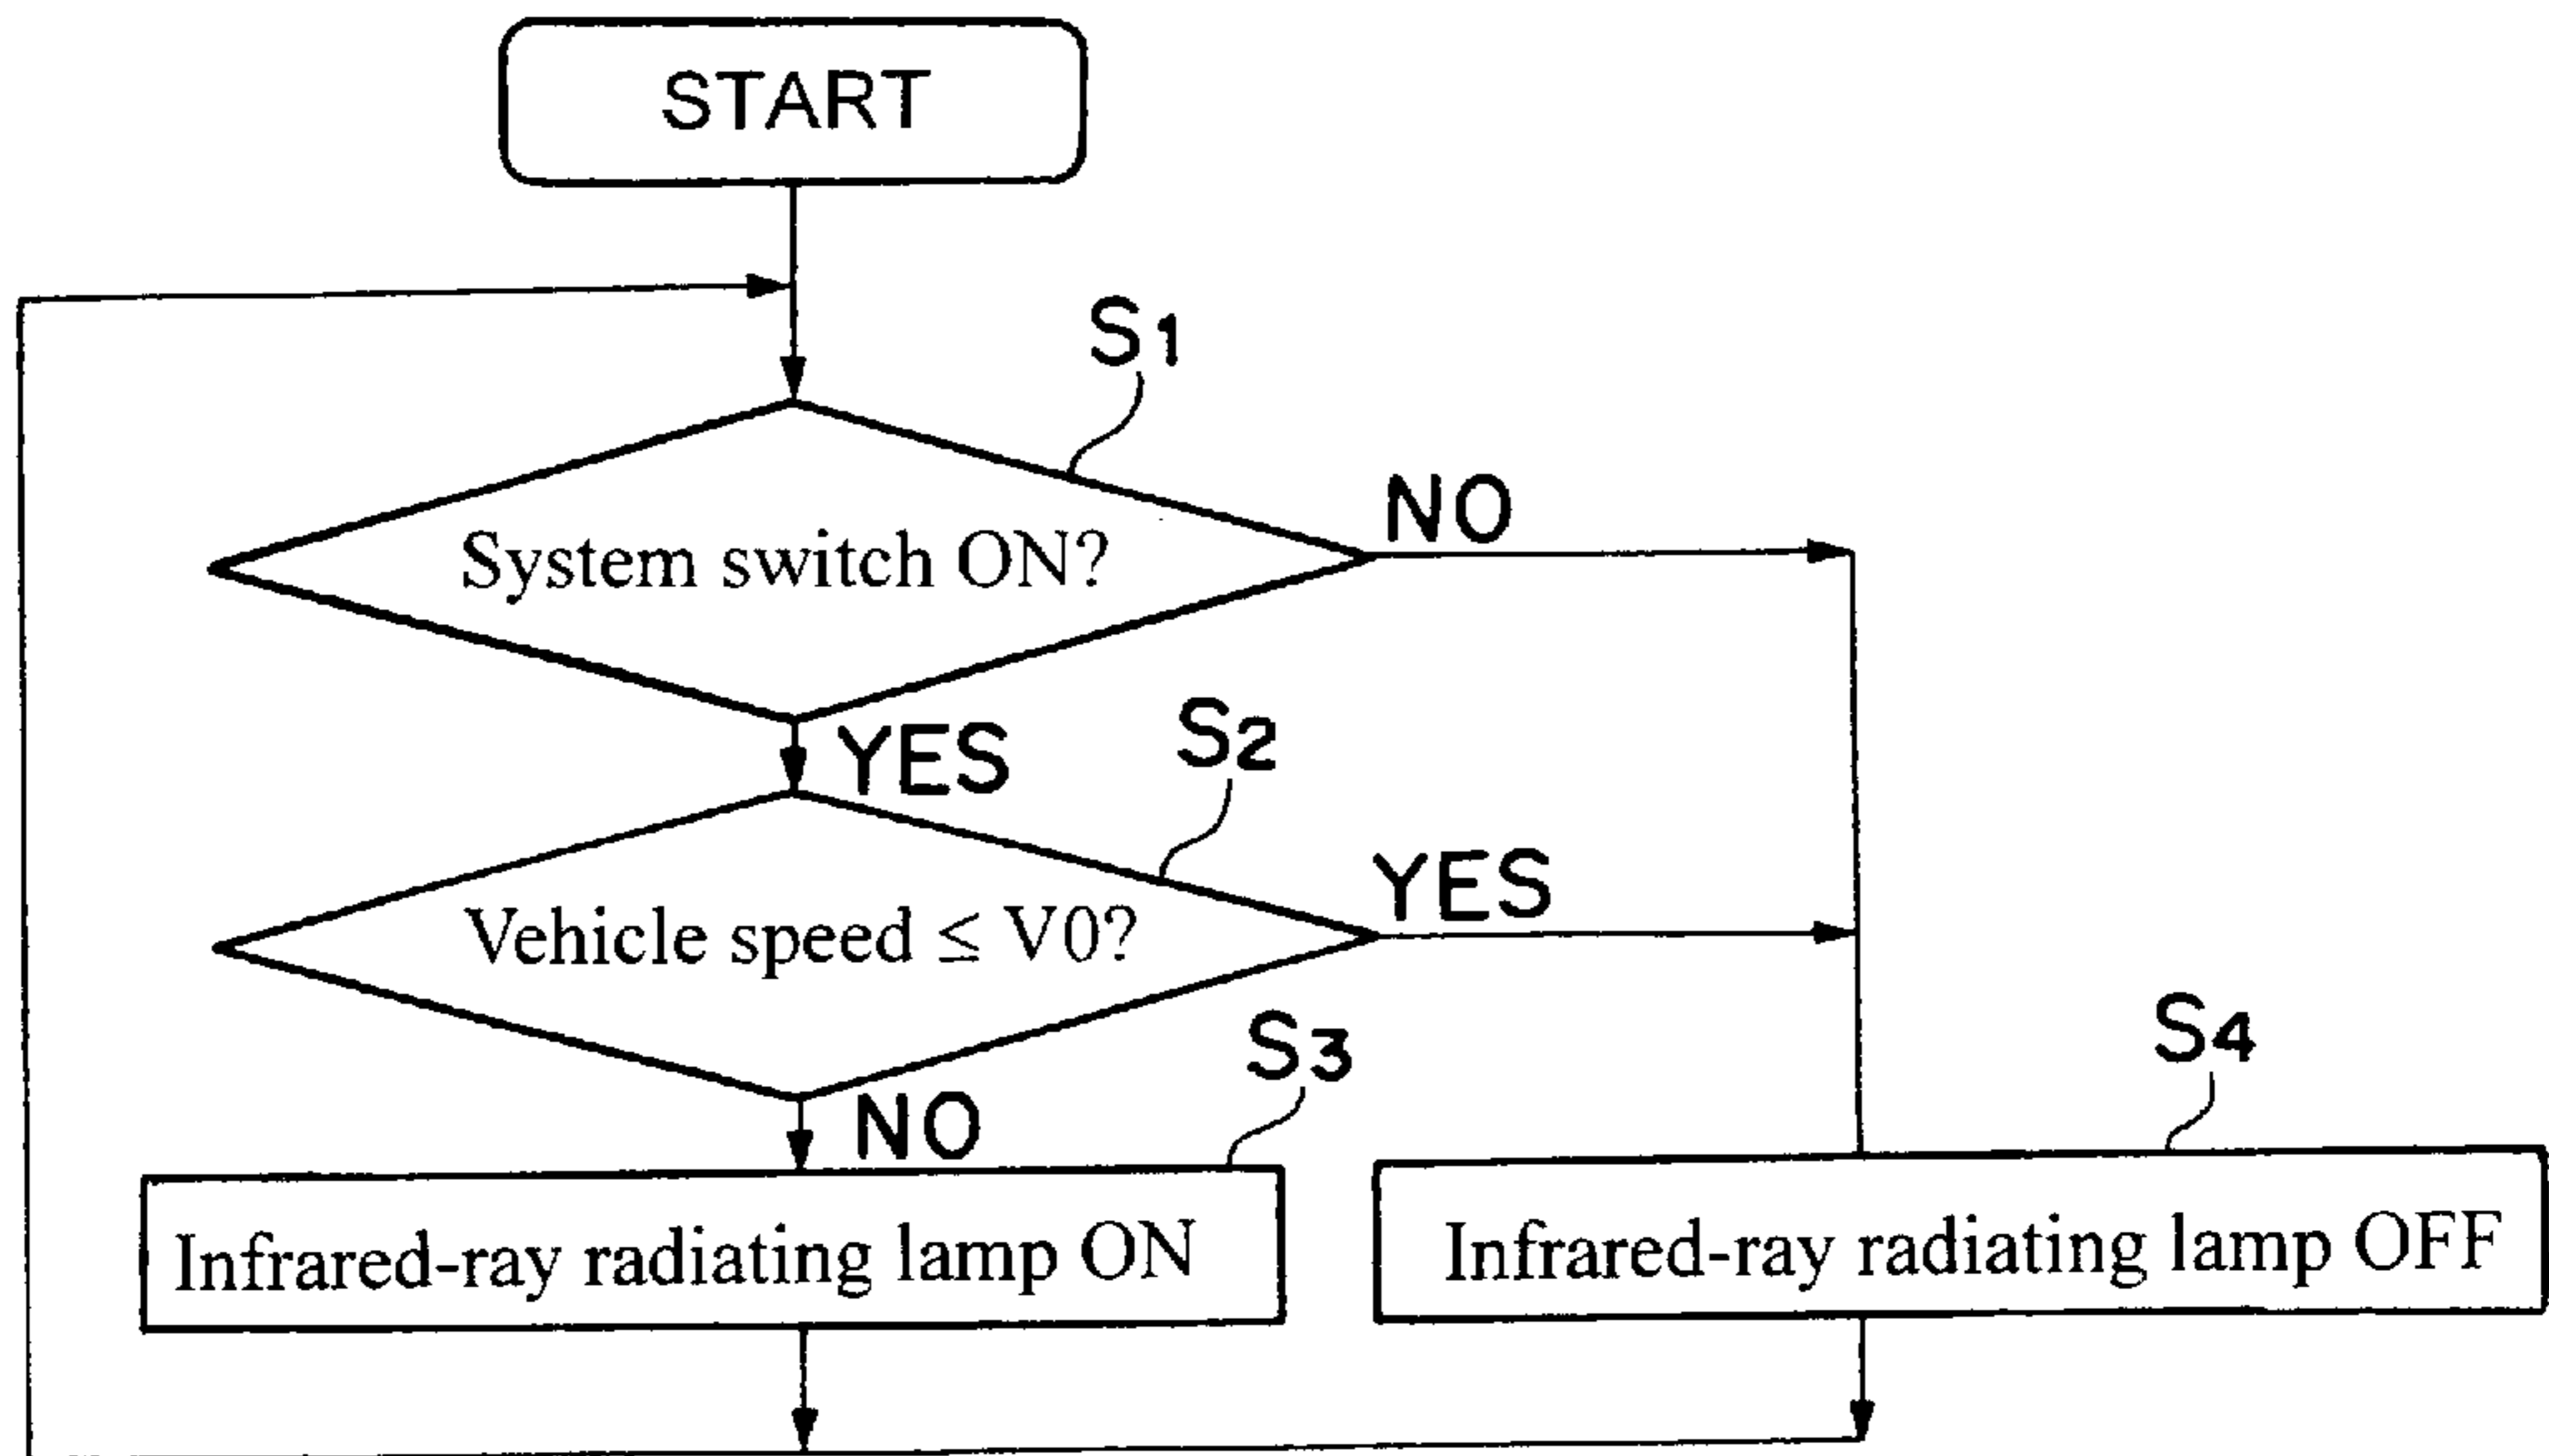 START
S1
NO
System switch ON?
YES
S2
YES
Vehicle speed ≤ V0?
NO
S3
S4
Infrared-ray radiating lamp ON
Infrared-ray radiating lamp OFF